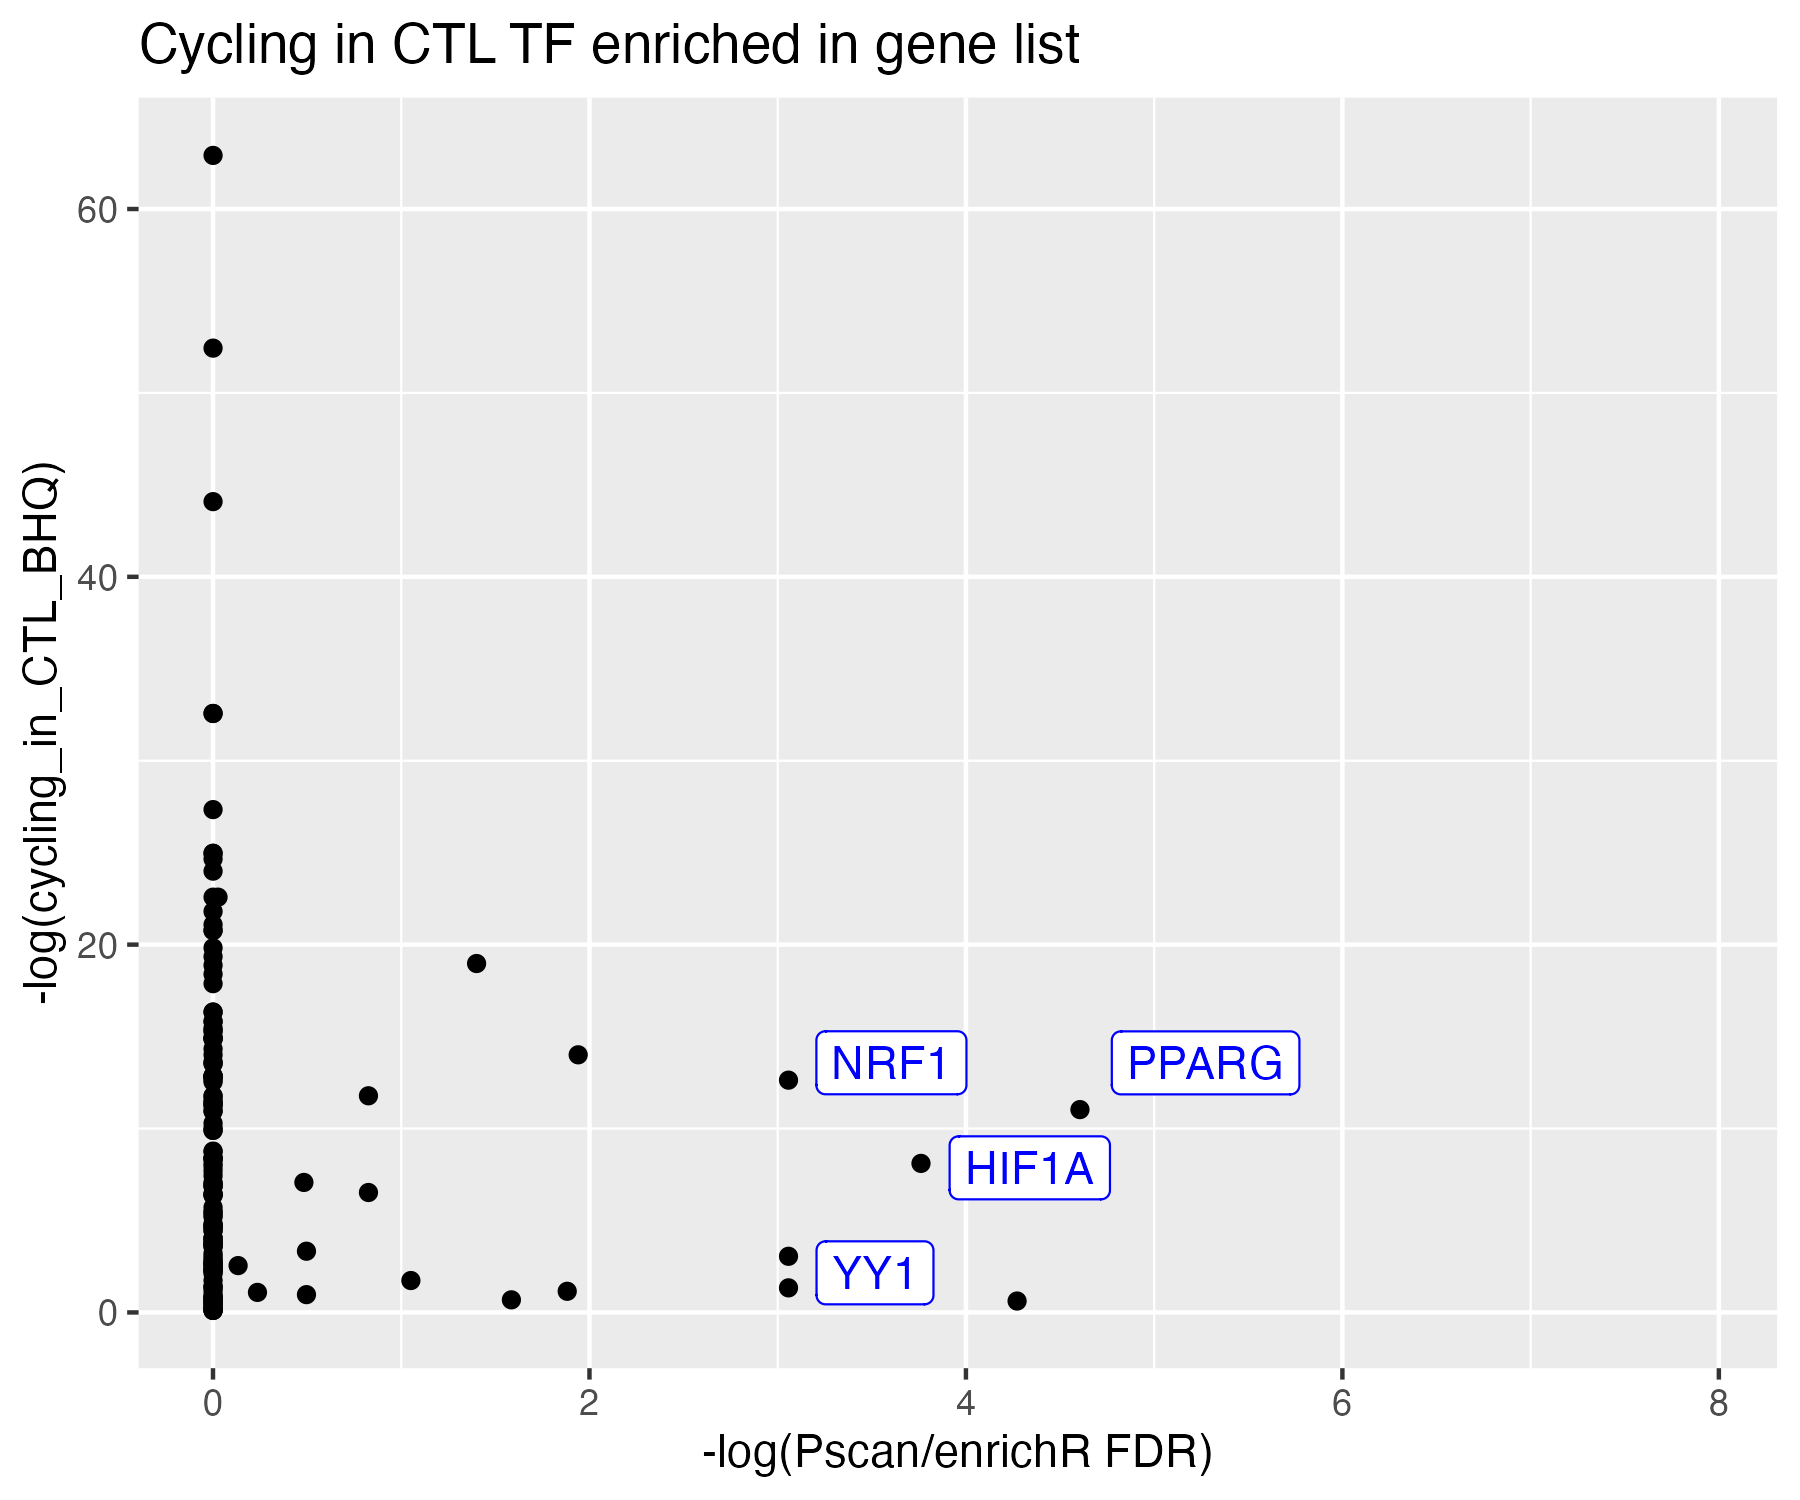 Cycling in CTL TF enriched in gene list
-log(cycling_in_CTL_BHQ)
60
40
20
0
NRF1
PPARG
HIF1A
YY1
0 2 4 6 8
-log(Pscan/enrichR FDR)